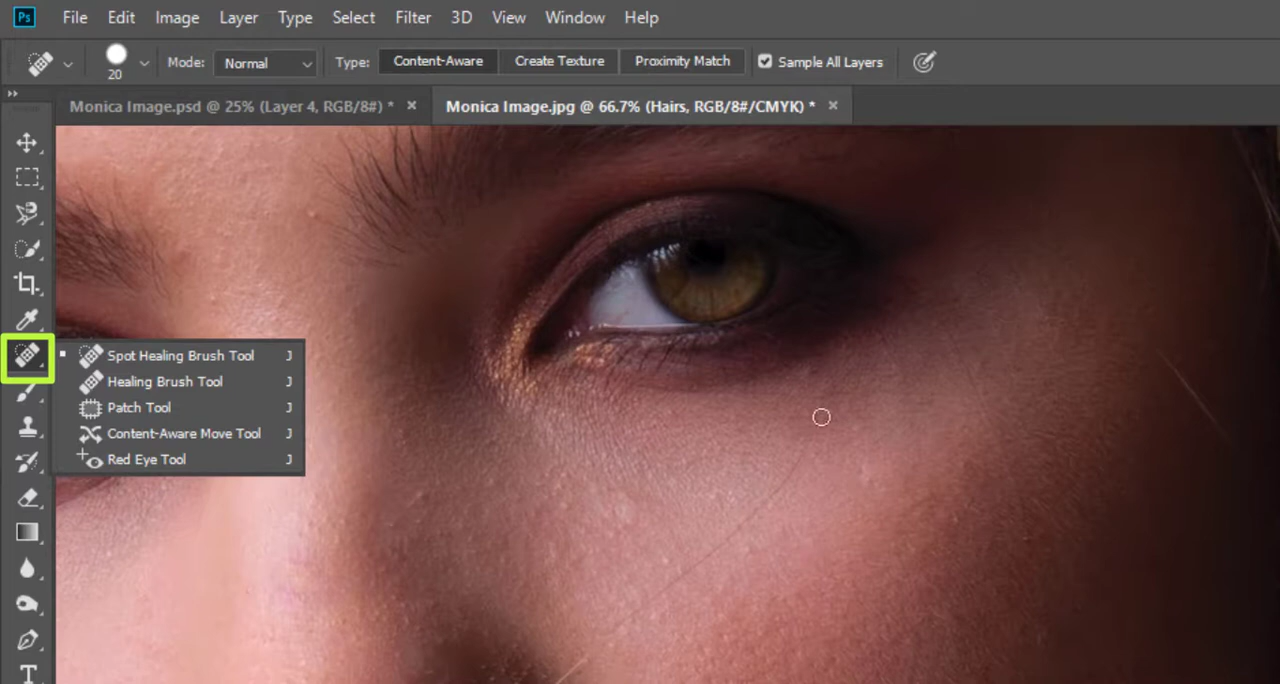 Ps File Edit Image Layer Type Select Filter 3D View Window Help
20 Mode: Normal Type: Content-Aware Create Texture Proximity Match Sample All Layers
Monica Image.psd @ 25% (Layer 4, RGB/8#) * × Monica Image.jpg @ 66.7% (Hairs, RGB/8#/CMYK) * ×
Spot Healing Brush Tool J
Healing Brush Tool J
Patch Tool J
Content-Aware Move Tool J
Red Eye Tool J
T